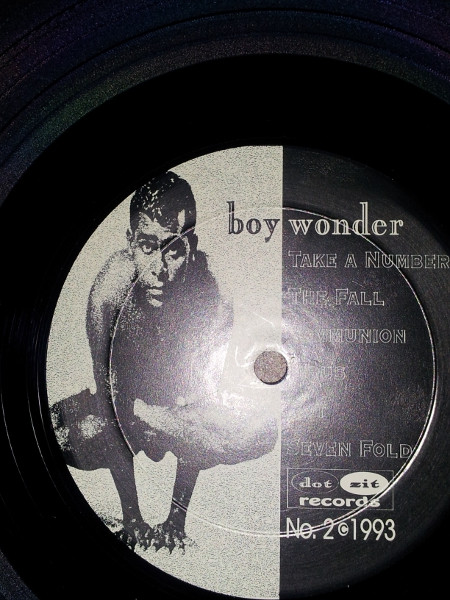 boy wonder
TAKE A NUMBER
THE FALL
SEVEN FOLD
dot zit
records
No. 2©1993